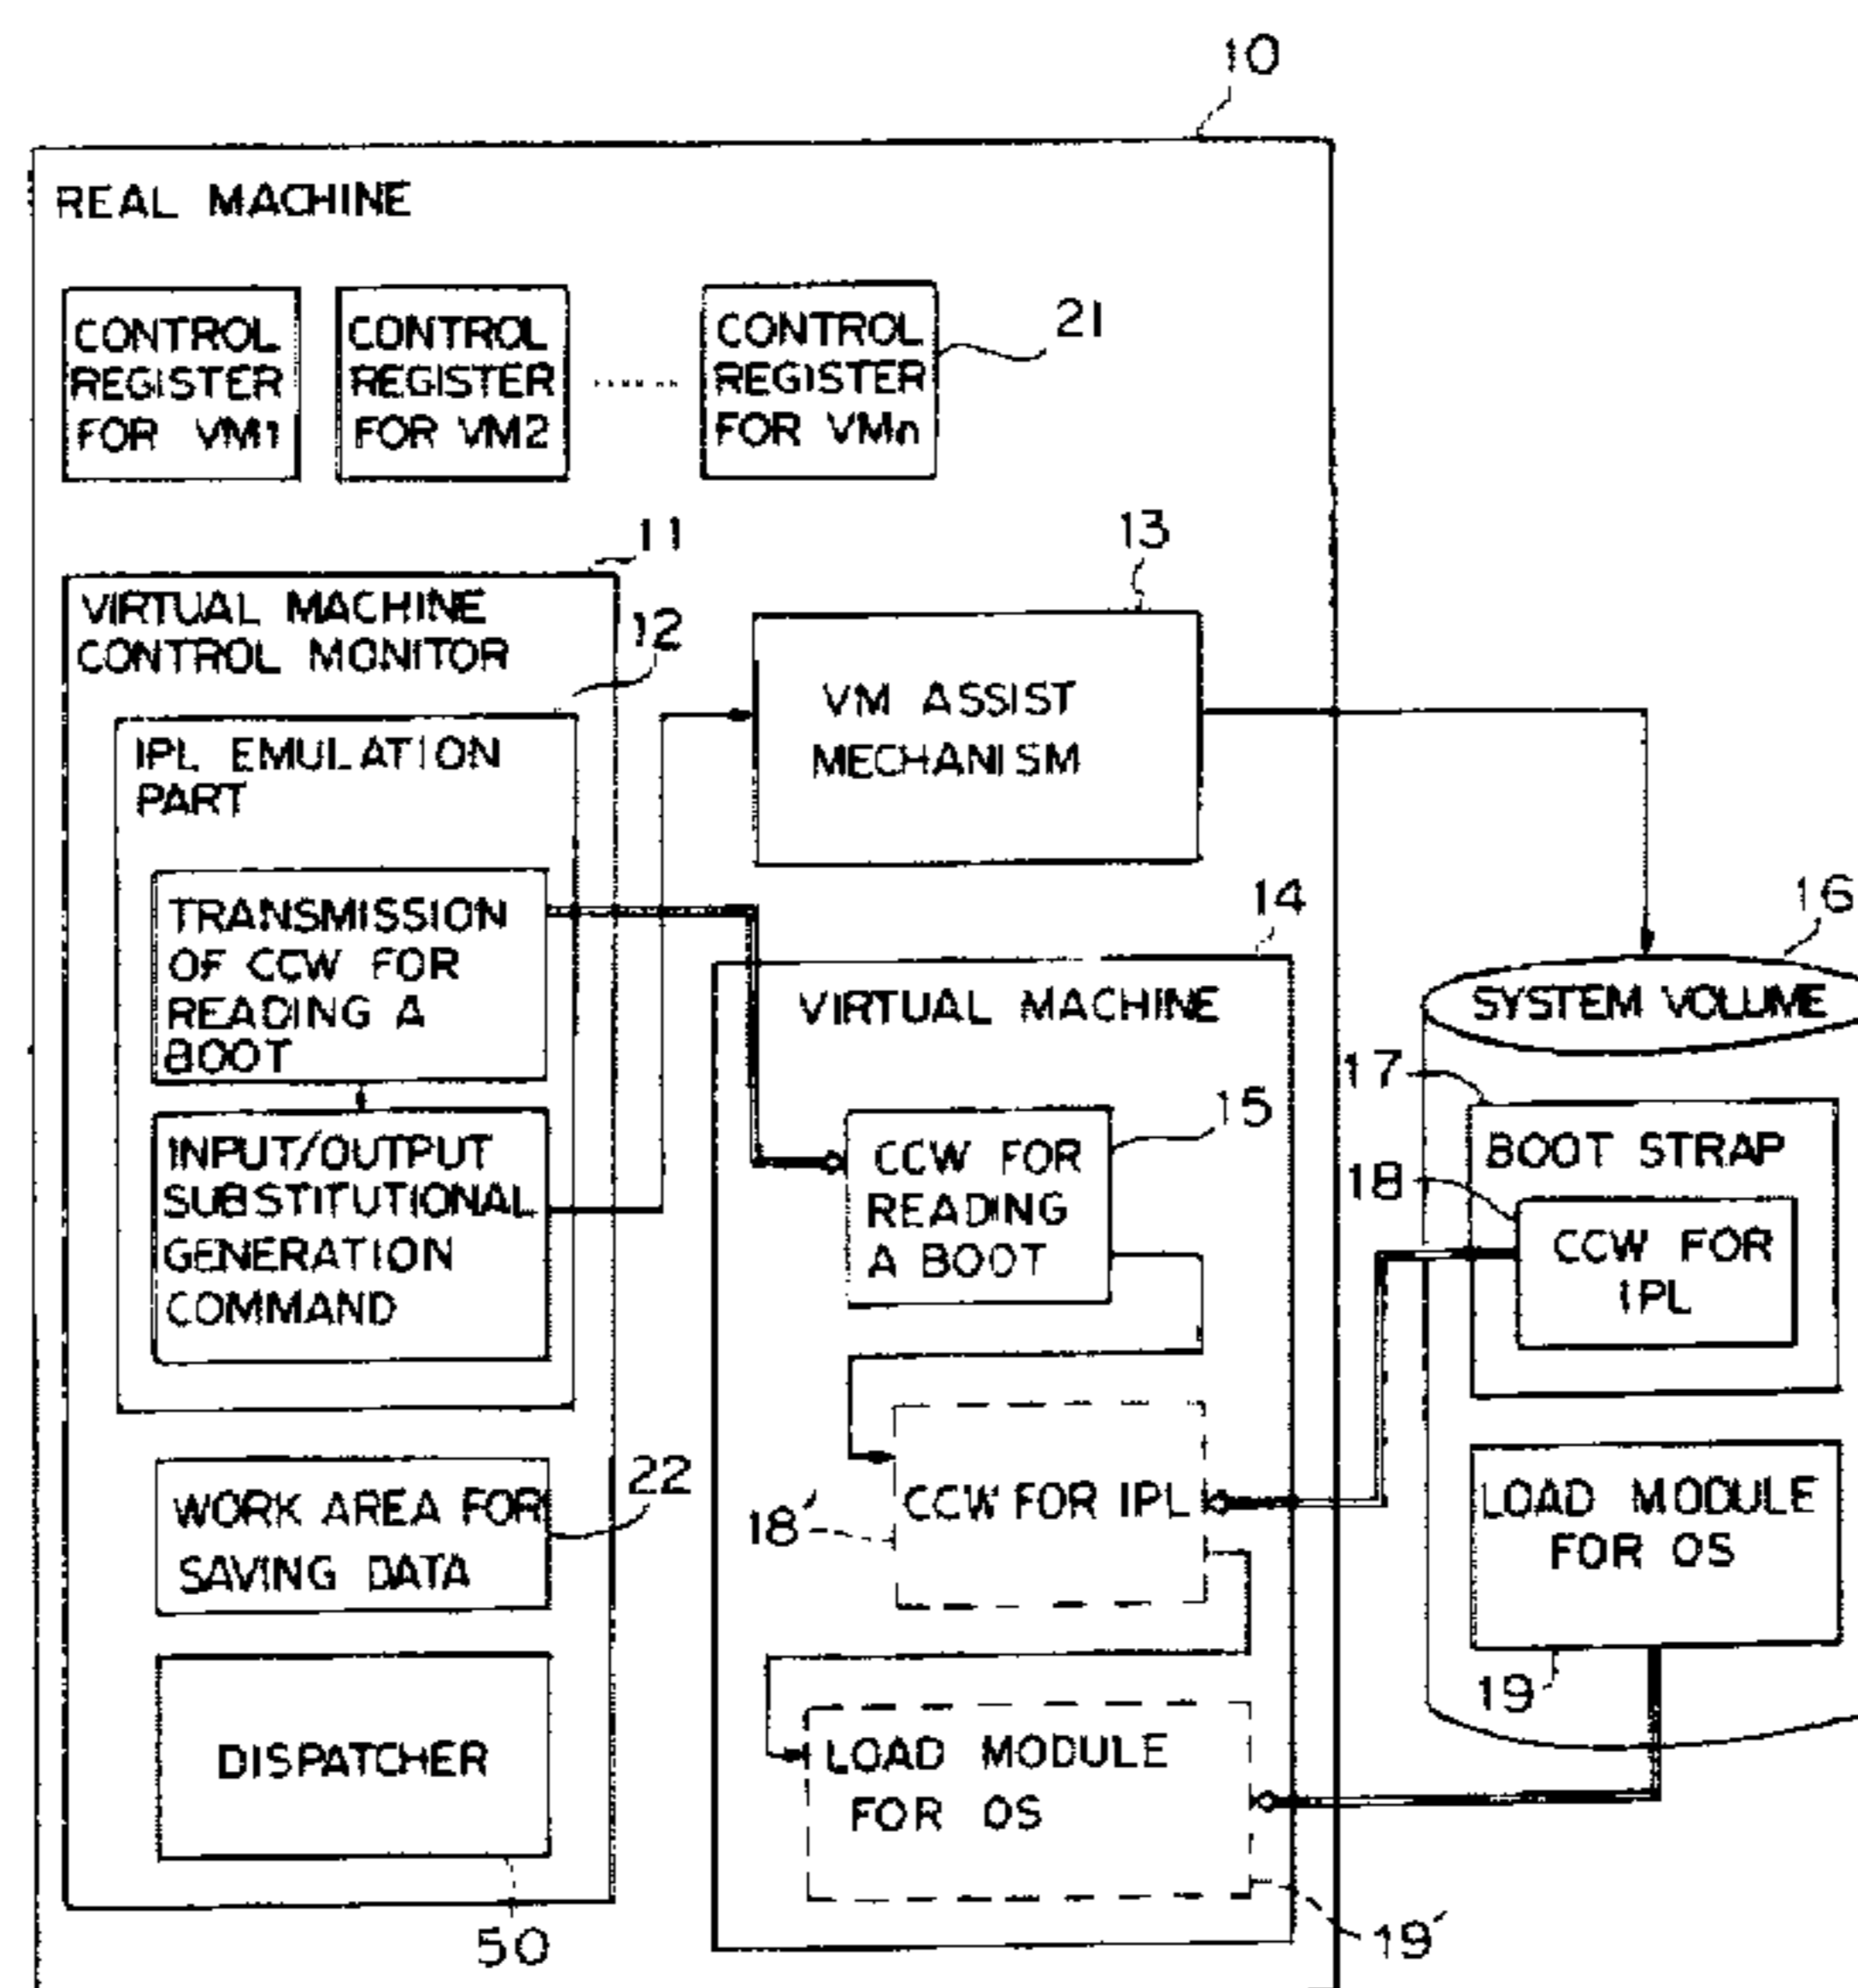 10
REAL MACHINE
CONTROL
REGISTER
FOR VM1
CONTROL
REGISTER
FOR VM2
.......
CONTROL
REGISTER
FOR VMn
21
11
VIRTUAL MACHINE
CONTROL MONITOR
12
IPL EMULATION
PART
TRANSMISSION
OF CCW FOR
READING A
BOOT
INPUT/OUTPUT
SUBSTITUTIONAL
GENERATION
COMMAND
WORK AREA FOR
SAVING DATA
22
DISPATCHER
50
13
VM ASSIST
MECHANISM
14
VIRTUAL MACHINE
15
CCW FOR
READING
A BOOT
18'
CCW FOR IPL
LOAD MODULE
FOR OS
19'
16
SYSTEM VOLUME
17
BOOT STRAP
18
CCW FOR
IPL
LOAD MODULE
FOR OS
19